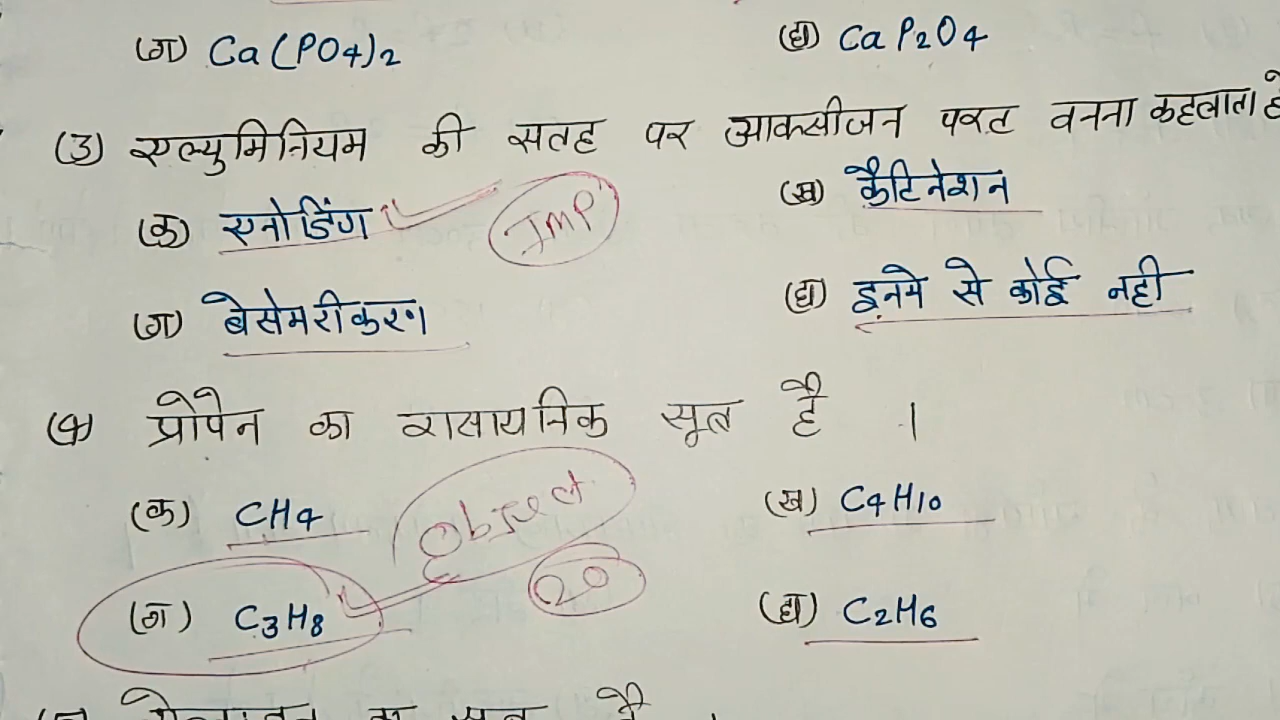 (ग) Ca(PO4)2 (घ) CaP2O4
(3) एल्युमिनियम की सतह पर आक्सीजन परत बनना कहलाता है
(क) एनोडिंग IMP (ख) कैटिनेशन
(ग) बेसेमरीकरण (घ) इनमे से कोई नही
(4) प्रोपेन का रासायनिक सूत्र है ।
(क) CH4 object (ख) C4H10
20
(ग) C3H8 (घ) C2H6